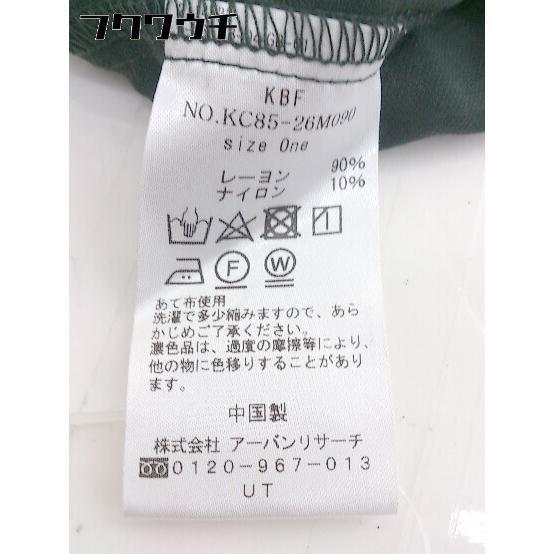 フクウウチ
KBF
NO.KC85-26M090
size One
レーヨン 90%
ナイロン 10%
F W
あて布使用
洗濯で多少縮みますので、あら
かじめご了承ください。
濃色品は、過度の摩擦等により、
他の物に色移りすることがあり
ます。
中国製
株式会社 アーバンリサーチ
0120-967-013
UT